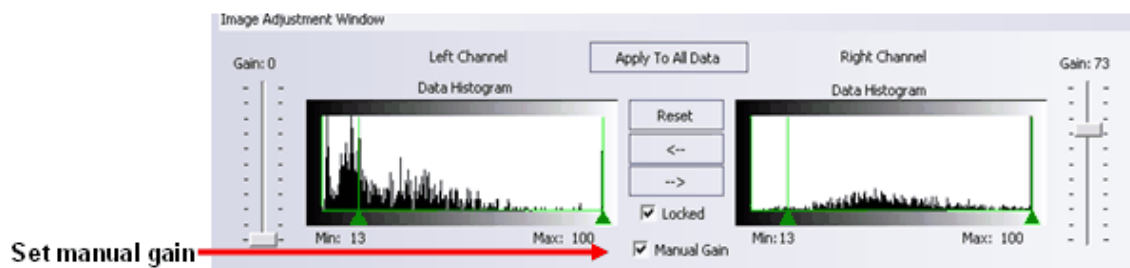 Image Adjustment Window
Gain: 0
Left Channel
Apply To All Data
Right Channel
Gain: 73
Data Histogram
Data Histogram
Reset
<--
-->
Locked
Min: 13
Max: 100
Manual Gain
Min:13
Max: 100
Set manual gain